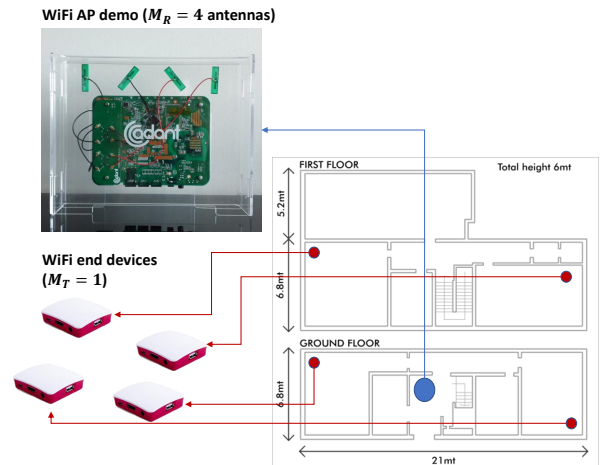 WiFi AP demo (M_R = 4 antennas)
adant
FIRST FLOOR
Total height 6mt
5.2mt
WiFi end devices
(M_T = 1)
6.8mt
GROUND FLOOR
6.8mt
21mt